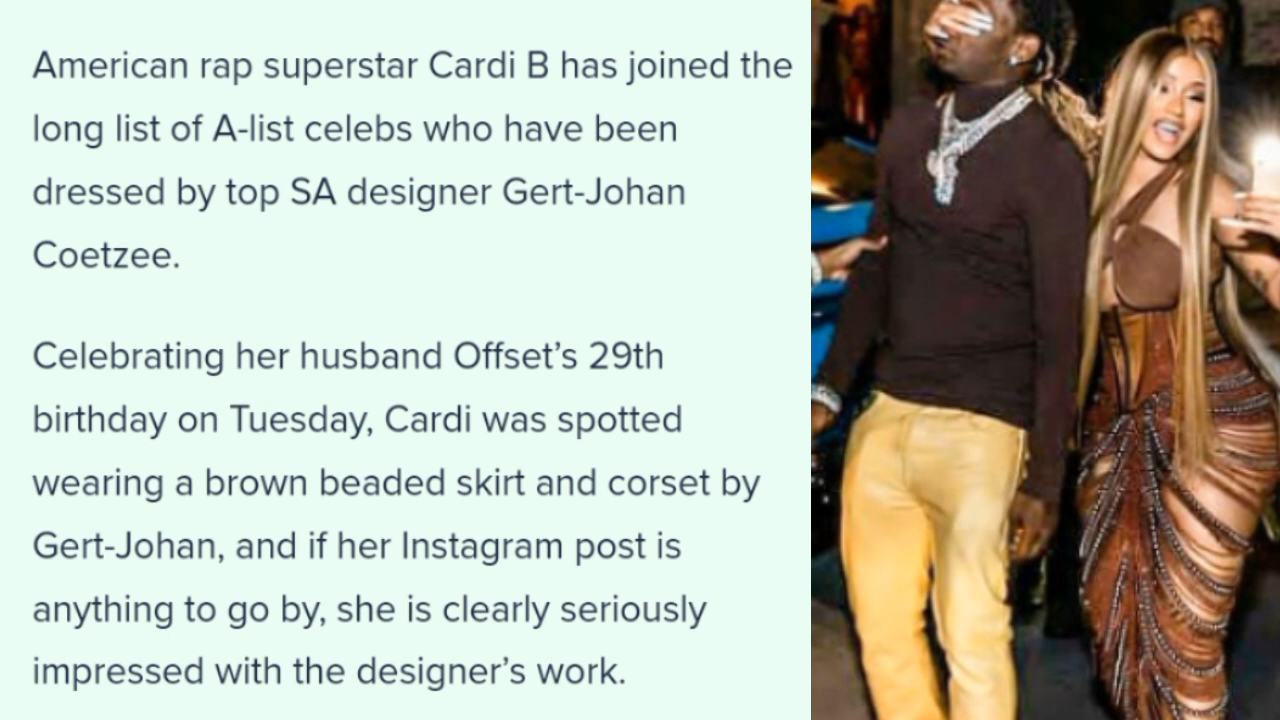 American rap superstar Cardi B has joined the
long list of A-list celebs who have been
dressed by top SA designer Gert-Johan
Coetzee.
Celebrating her husband Offset’s 29th
birthday on Tuesday, Cardi was spotted
wearing a brown beaded skirt and corset by
Gert-Johan, and if her Instagram post is
anything to go by, she is clearly seriously
impressed with the designer’s work.